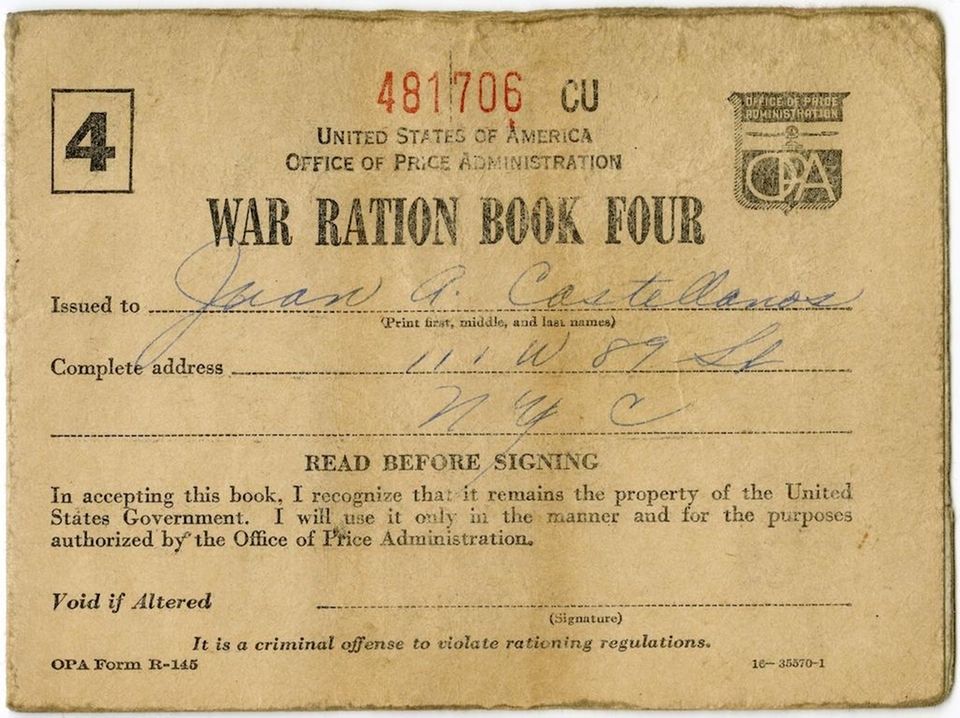 481706 CU
4
UNITED STATES OF AMERICA
OFFICE OF PRICE ADMINISTRATION
OFFICE OF PRICE
ADMINISTRATION
OPA
WAR RATION BOOK FOUR
Issued to Juan A. Castellanos
(Print first, middle, and last names)
Complete address 111 W 89 St
N Y C
READ BEFORE SIGNING
In accepting this book, I recognize that it remains the property of the United
States Government. I will use it only in the manner and for the purposes
authorized by the Office of Price Administration.
Void if Altered
(Signature)
It is a criminal offense to violate rationing regulations.
OPA Form R-145 16—35570-1